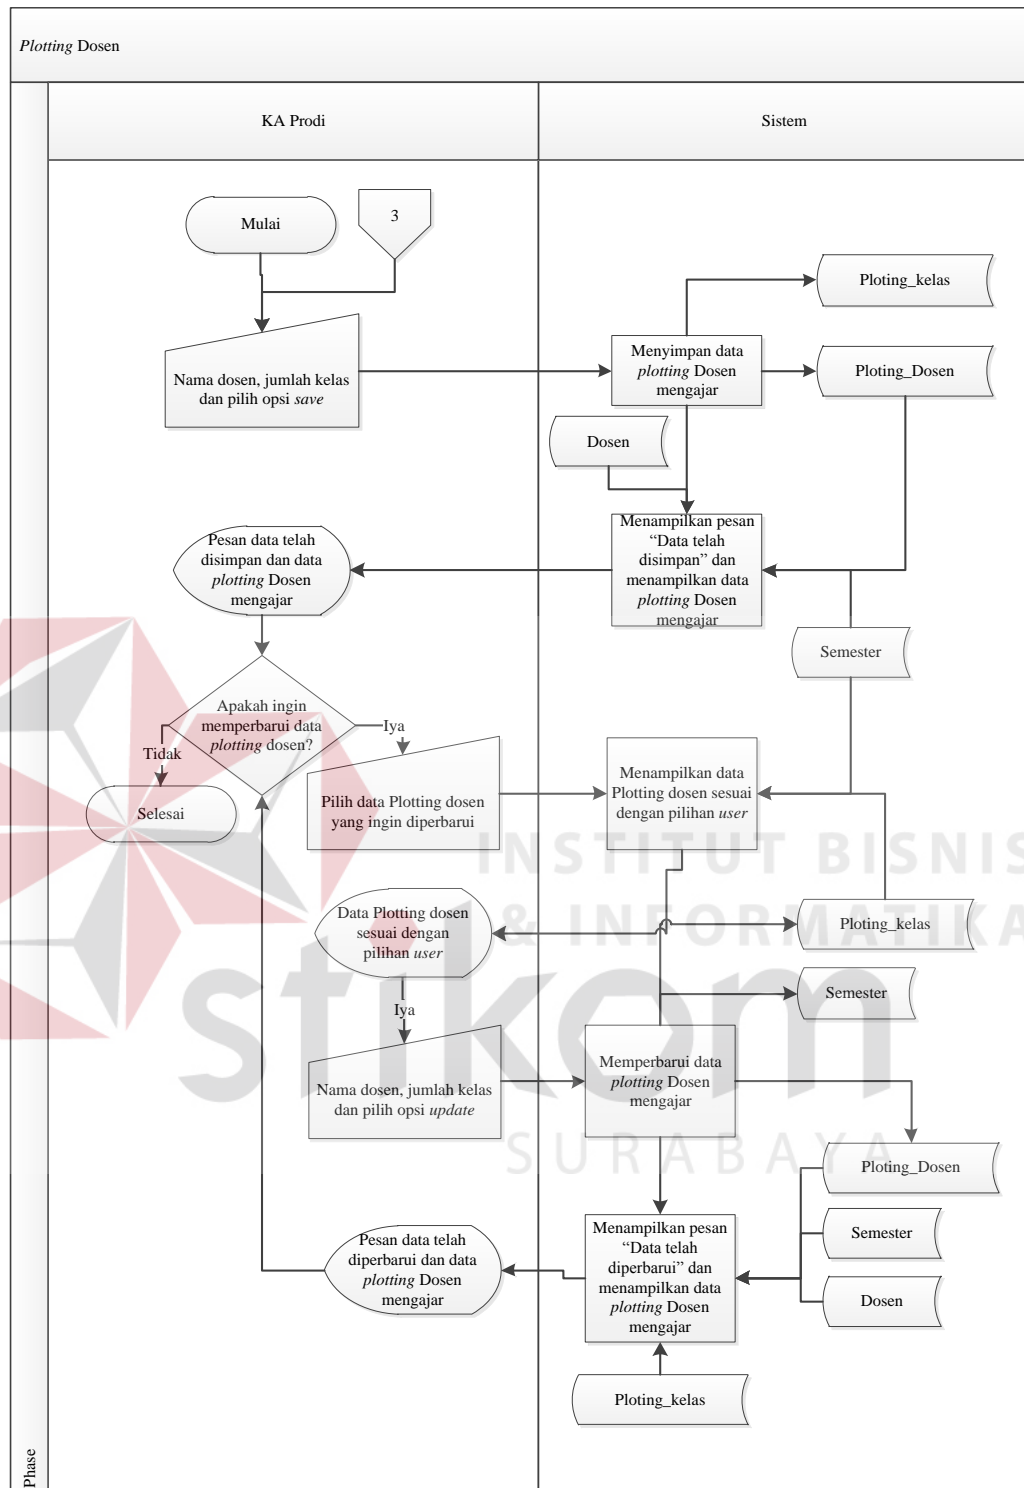 Plotting Dosen
KA Prodi
Sistem
Mulai
3
Ploting_kelas
Nama dosen, jumlah kelas
dan pilih opsi save
Menyimpan data
plotting Dosen
mengajar
Ploting_Dosen
Dosen
Pesan data telah
disimpan dan data
plotting Dosen
mengajar
Menampilkan pesan
“Data telah
disimpan” dan
menampilkan data
plotting Dosen
mengajar
Semester
Apakah ingin
memperbarui data
plotting dosen?
Iya
Tidak
Selesai
Pilih data Plotting dosen
yang ingin diperbarui
Menampilkan data
Plotting dosen sesuai
dengan pilihan user
INSTITUT BISNIS
& INFORMATIKA
stikom
SURABAYA
Data Plotting dosen
sesuai dengan
pilihan user
Ploting_kelas
Semester
Iya
Nama dosen, jumlah kelas
dan pilih opsi update
Memperbarui data
plotting Dosen
mengajar
Ploting_Dosen
Semester
Dosen
Pesan data telah
diperbarui dan data
plotting Dosen
mengajar
Menampilkan pesan
“Data telah
diperbarui” dan
menampilkan data
plotting Dosen
mengajar
Ploting_kelas
Phase